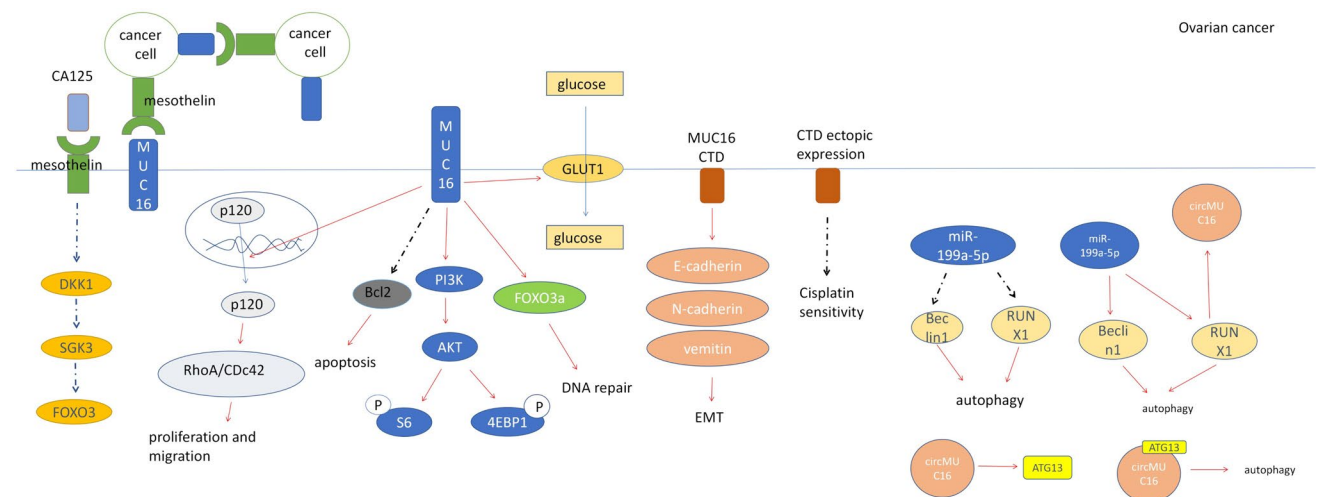 Ovarian cancer
cancer
cell
cancer
cell
CA125
mesothelin
mesothelin
M
U
C
16
M
U
C
16
glucose
GLUT1
glucose
MUC16
CTD
CTD ectopic
expression
p120
p120
RhoA/CDc42
proliferation and
migration
DKK1
SGK3
FOXO3
Bcl2
apoptosis
PI3K
AKT
P
S6
4EBP1
P
FOXO3a
DNA repair
E-cadherin
N-cadherin
vemitin
EMT
Cisplatin
sensitivity
miR-
199a-5p
Bec
lin1
RUN
X1
autophagy
miR-
199a-5p
circMU
C16
Becli
n1
RUN
X1
autophagy
circMU
C16
ATG13
ATG13
circMU
C16
autophagy